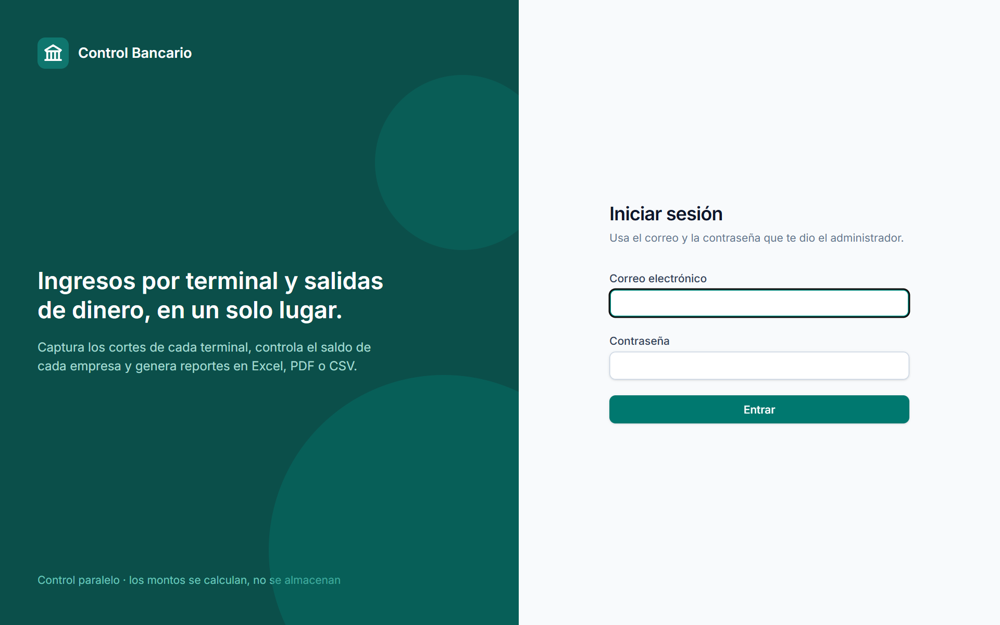 Control Bancario
Ingresos por terminal y salidas
de dinero, en un solo lugar.
Captura los cortes de cada terminal, controla el saldo de
cada empresa y genera reportes en Excel, PDF o CSV.
Control paralelo · los montos se calculan, no se almacenan
Iniciar sesión
Usa el correo y la contraseña que te dio el administrador.
Correo electrónico
Contraseña
Entrar